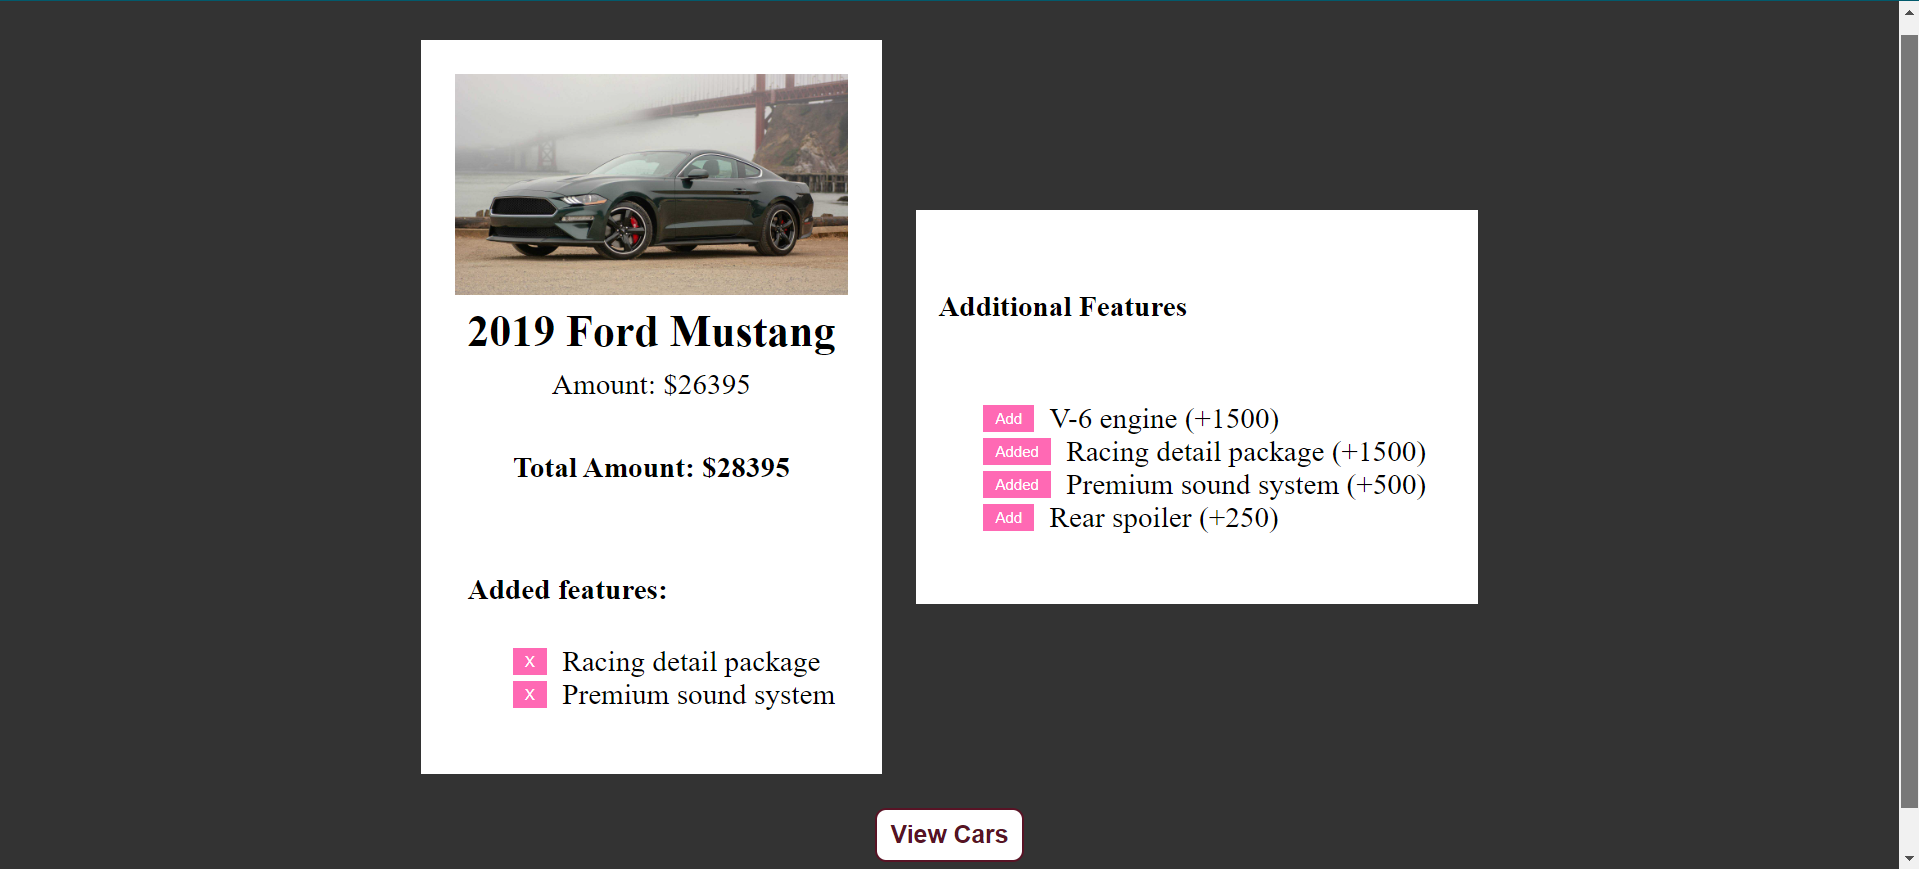 2019 Ford Mustang
Amount: $26395
Total Amount: $28395
Added features:
X Racing detail package
X Premium sound system
Additional Features
Add V-6 engine (+1500)
Added Racing detail package (+1500)
Added Premium sound system (+500)
Add Rear spoiler (+250)
View Cars